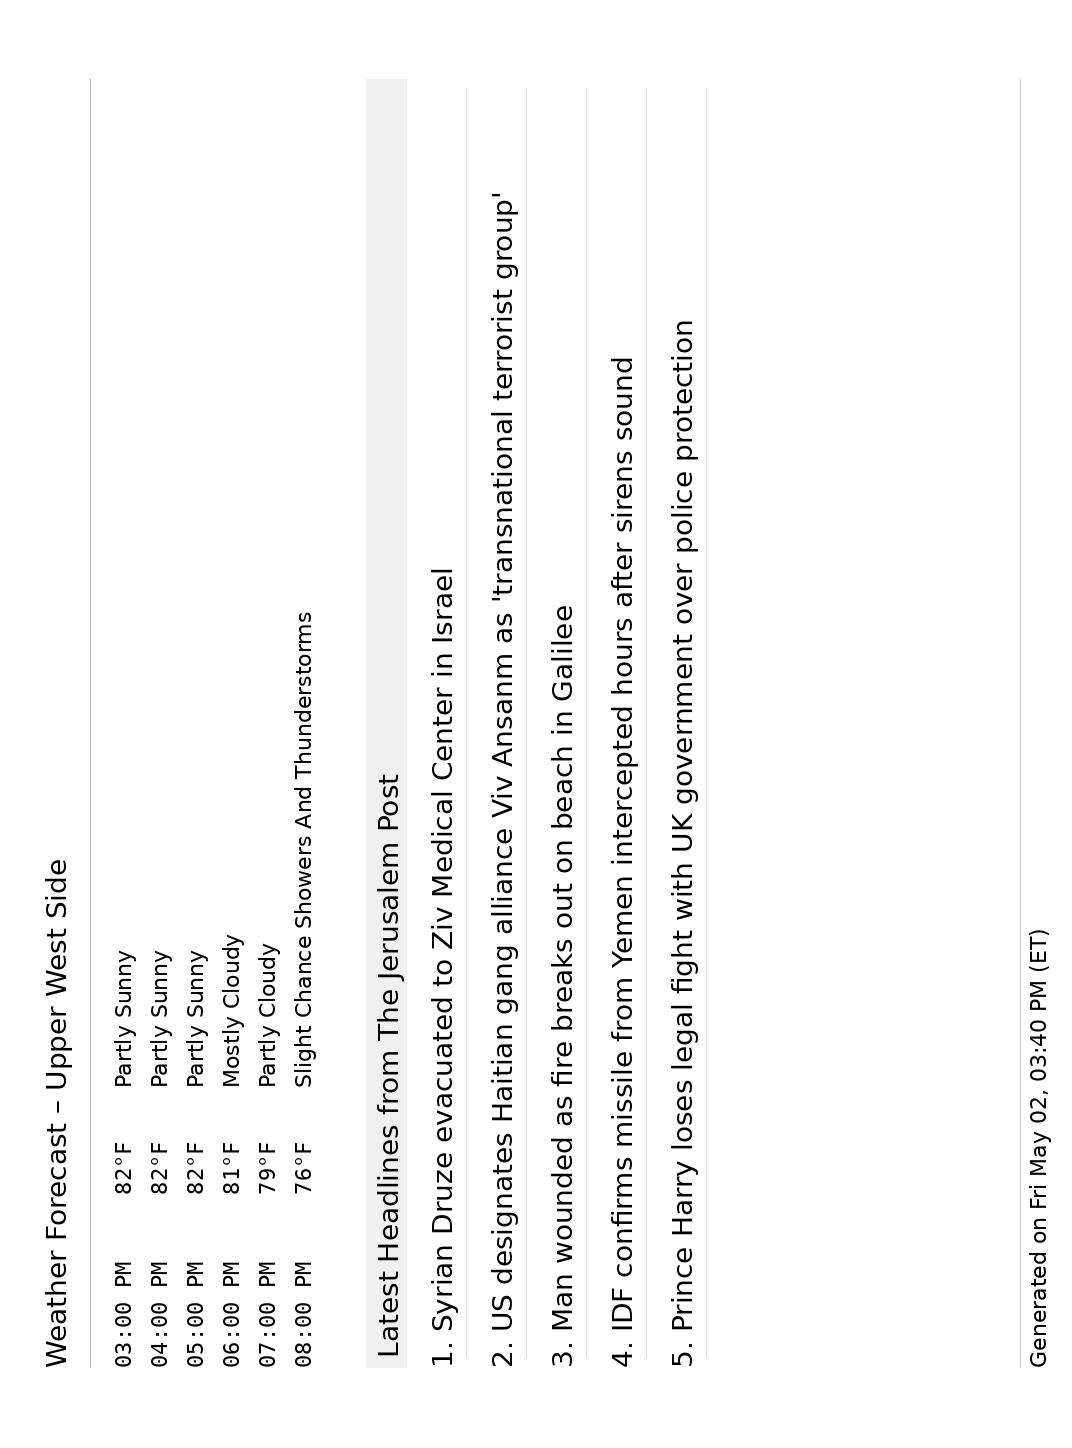 Weather Forecast – Upper West Side
03:00 PM 82°F Partly Sunny
04:00 PM 82°F Partly Sunny
05:00 PM 82°F Partly Sunny
06:00 PM 81°F Mostly Cloudy
07:00 PM 79°F Partly Cloudy
08:00 PM 76°F Slight Chance Showers And Thunderstorms
Latest Headlines from The Jerusalem Post
1. Syrian Druze evacuated to Ziv Medical Center in Israel
2. US designates Haitian gang alliance Viv Ansanm as 'transnational terrorist group'
3. Man wounded as fire breaks out on beach in Galilee
4. IDF confirms missile from Yemen intercepted hours after sirens sound
5. Prince Harry loses legal fight with UK government over police protection
Generated on Fri May 02, 03:40 PM (ET)